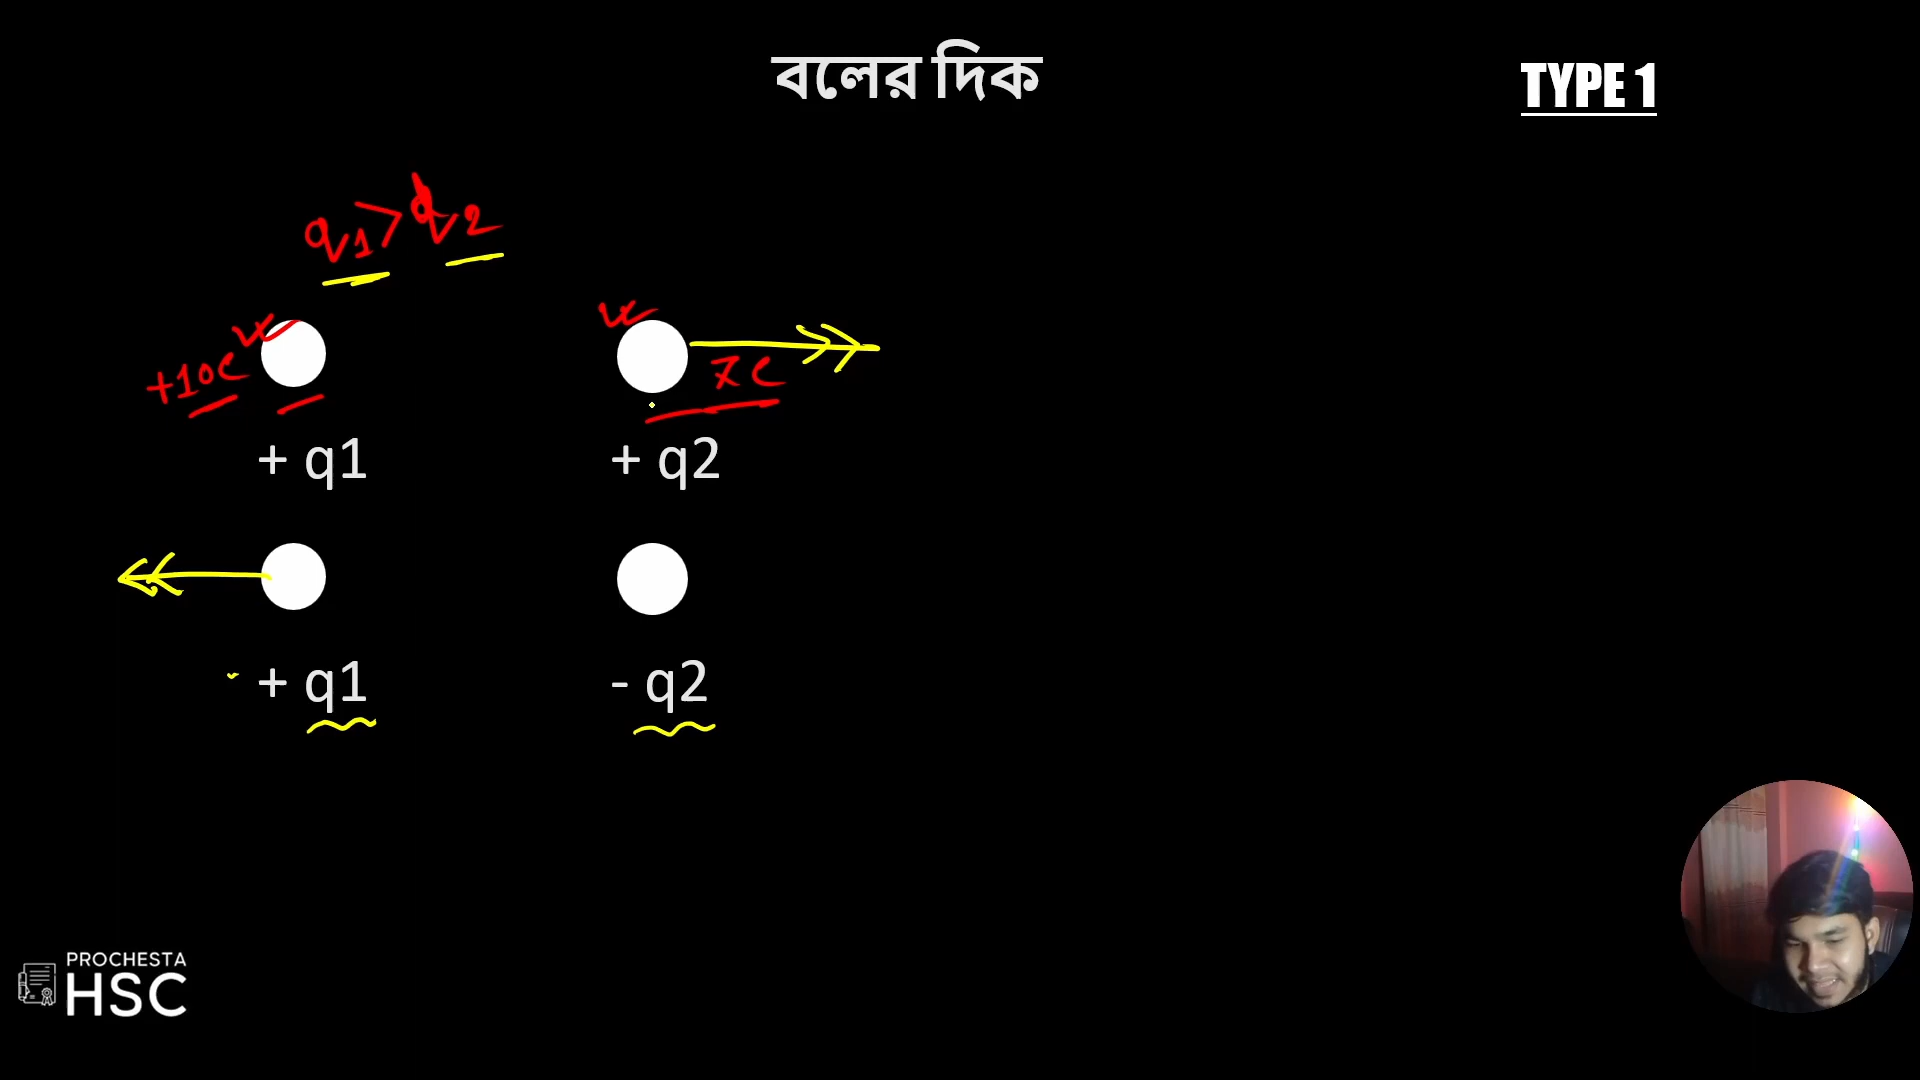 বলের দিক
TYPE 1
q1 > q2
+10C
7C
+ q1
+ q2
+ q1
- q2
PROCHESTA
HSC